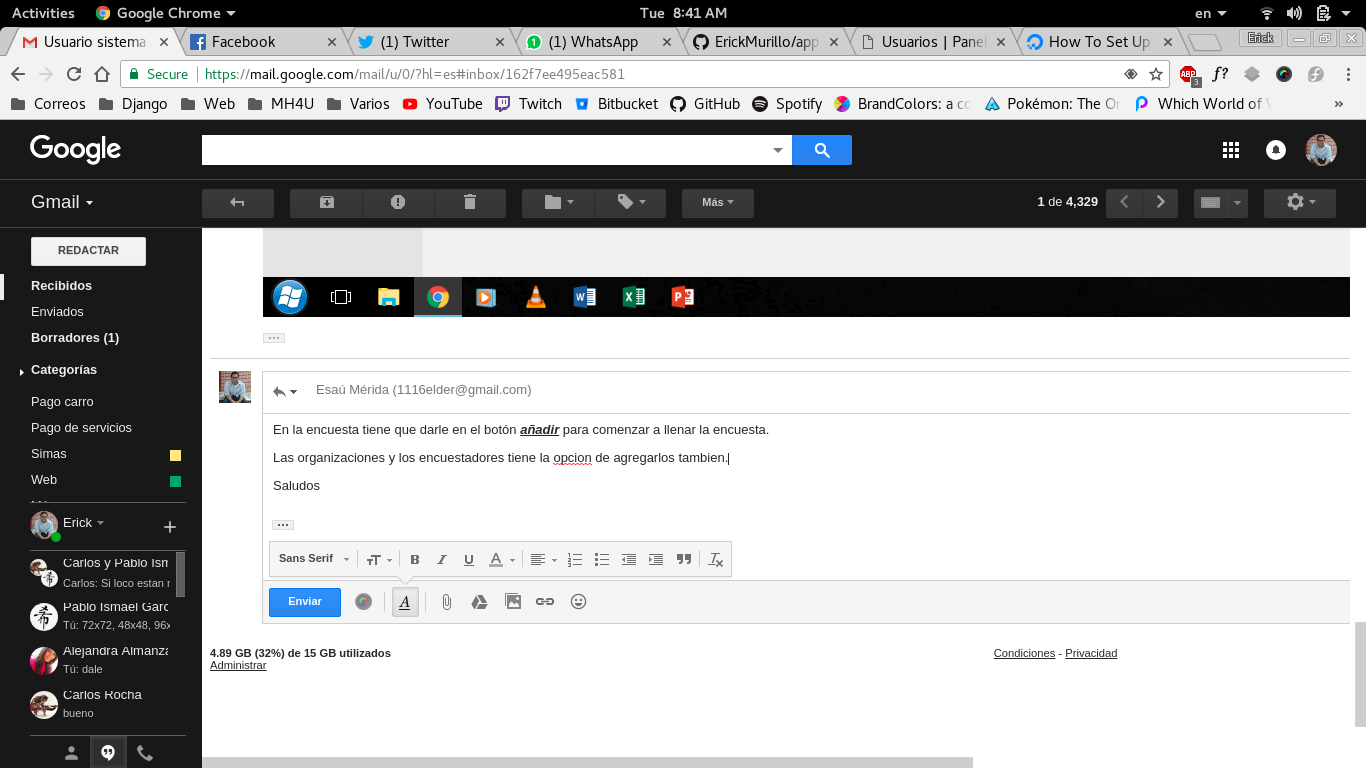 Activities Google Chrome Tue 8:41 AM en
Usuario sistema Facebook (1) Twitter (1) WhatsApp ErickMurillo/app Usuarios | Panel How To Set Up Erick
Secure https://mail.google.com/mail/u/0/?hl=es#inbox/162f7ee495eac581 ABP 3 f?
Correos Django Web MH4U Varios YouTube Twitch Bitbucket GitHub Spotify BrandColors: a co Pokémon: The Or Which World of »
Google
Gmail Más 1 de 4,329
REDACTAR
Recibidos
Enviados
Borradores (1)
Categorías
Pago carro
Pago de servicios
Simas
Web
Erick
Carlos y Pablo Ism
Carlos: Si loco estan r
Pablo Ismael Garc
Tú: 72x72, 48x48, 96x
Alejandra Almanza
Tú: dale
Carlos Rocha
bueno
Esaú Mérida (1116elder@gmail.com)
En la encuesta tiene que darle en el botón añadir para comenzar a llenar la encuesta.
Las organizaciones y los encuestadores tiene la opcion de agregarlos tambien.
Saludos
Sans Serif B I U A
Enviar A
4.89 GB (32%) de 15 GB utilizados
Administrar
Condiciones - Privacidad